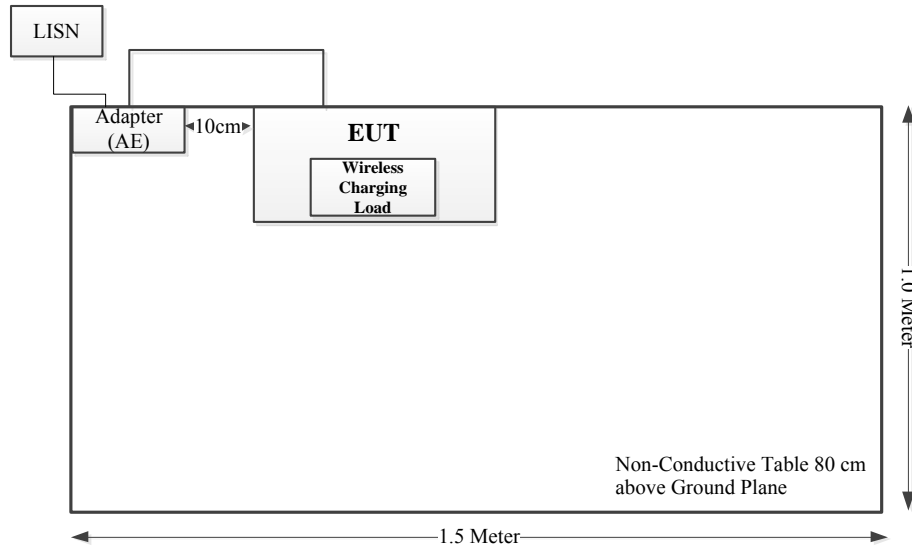 LISN
Adapter
(AE)
10cm
EUT
Wireless
Charging
Load
1.0 Meter
Non-Conductive Table 80 cm
above Ground Plane
1.5 Meter